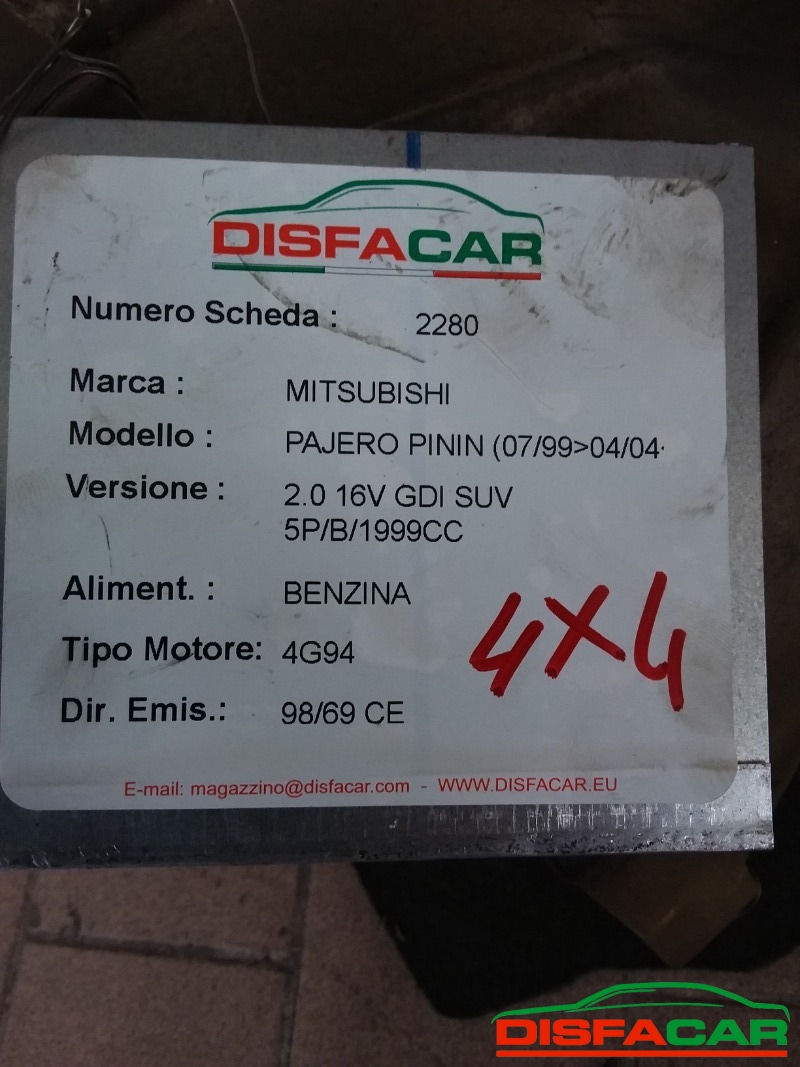 DISFACAR
Numero Scheda : 2280
Marca : MITSUBISHI
Modello : PAJERO PININ (07/99>04/04
Versione : 2.0 16V GDI SUV
5P/B/1999CC
Aliment. : BENZINA
4X4
Tipo Motore: 4G94
Dir. Emis.: 98/69 CE
E-mail: magazzino@disfacar.com - WWW.DISFACAR.EU
DISFACAR